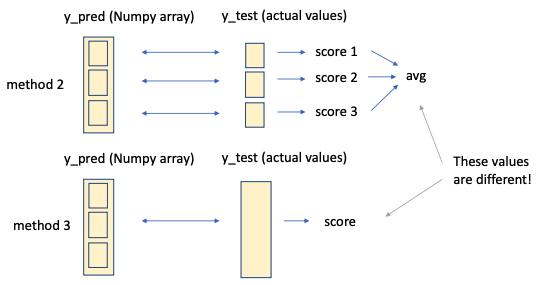 y_pred (Numpy array) y_test (actual values)
score 1
method 2 score 2 avg
score 3
y_pred (Numpy array) y_test (actual values)
These values
are different!
method 3 score